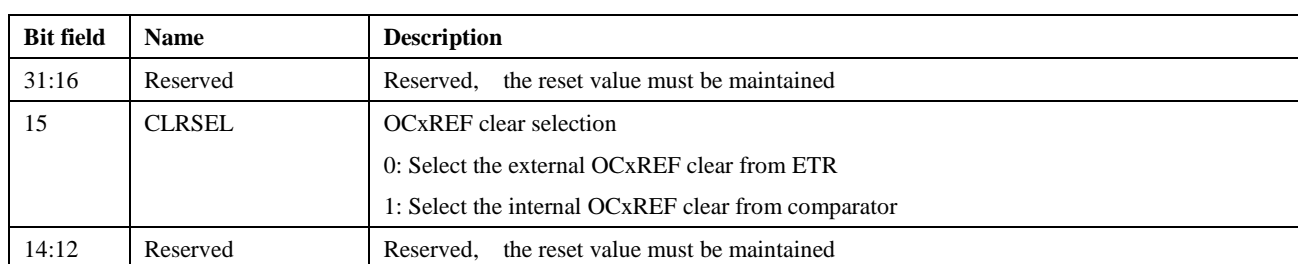 Bit field Name Description
31:16 Reserved Reserved, the reset value must be maintained
15 CLRSEL OCxREF clear selection
0: Select the external OCxREF clear from ETR
1: Select the internal OCxREF clear from comparator
14:12 Reserved Reserved, the reset value must be maintained